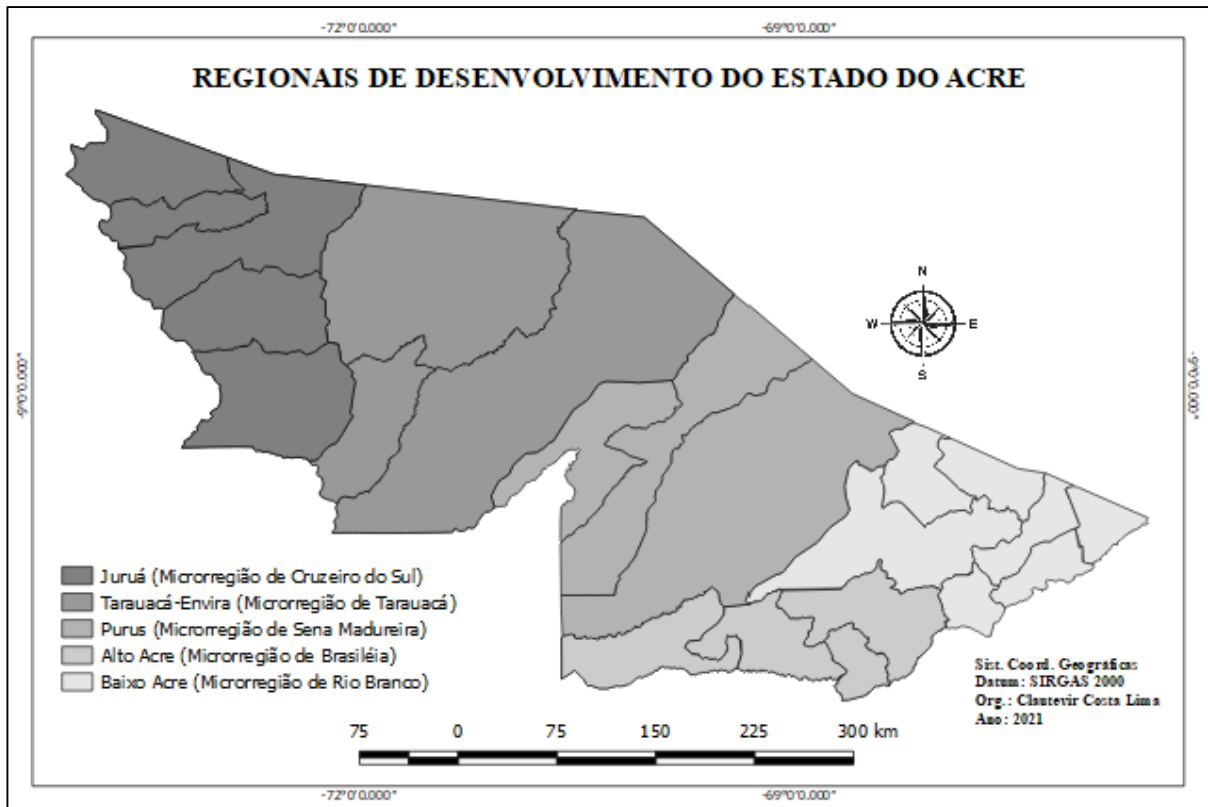 -72°0'0.000"
-69°0'0.000"
REGIONAIS DE DESENVOLVIMENTO DO ESTADO DO ACRE
N
W
E
S
-9°0'0.000"
-9°0'0.000"
Juruá (Microrregião de Cruzeiro do Sul)
Tarauacá-Envira (Microrregião de Tarauacá)
Purus (Microrregião de Sena Madureira)
Alto Acre (Microrregião de Brasiléia)
Baixo Acre (Microrregião de Rio Branco)
Sist. Coord. Geográficas
Datum: SIRGAS 2000
Org.: Clautevir Costa Lima
Ano: 2021
75 0 75 150 225 300 km
-72°0'0.000"
-69°0'0.000"